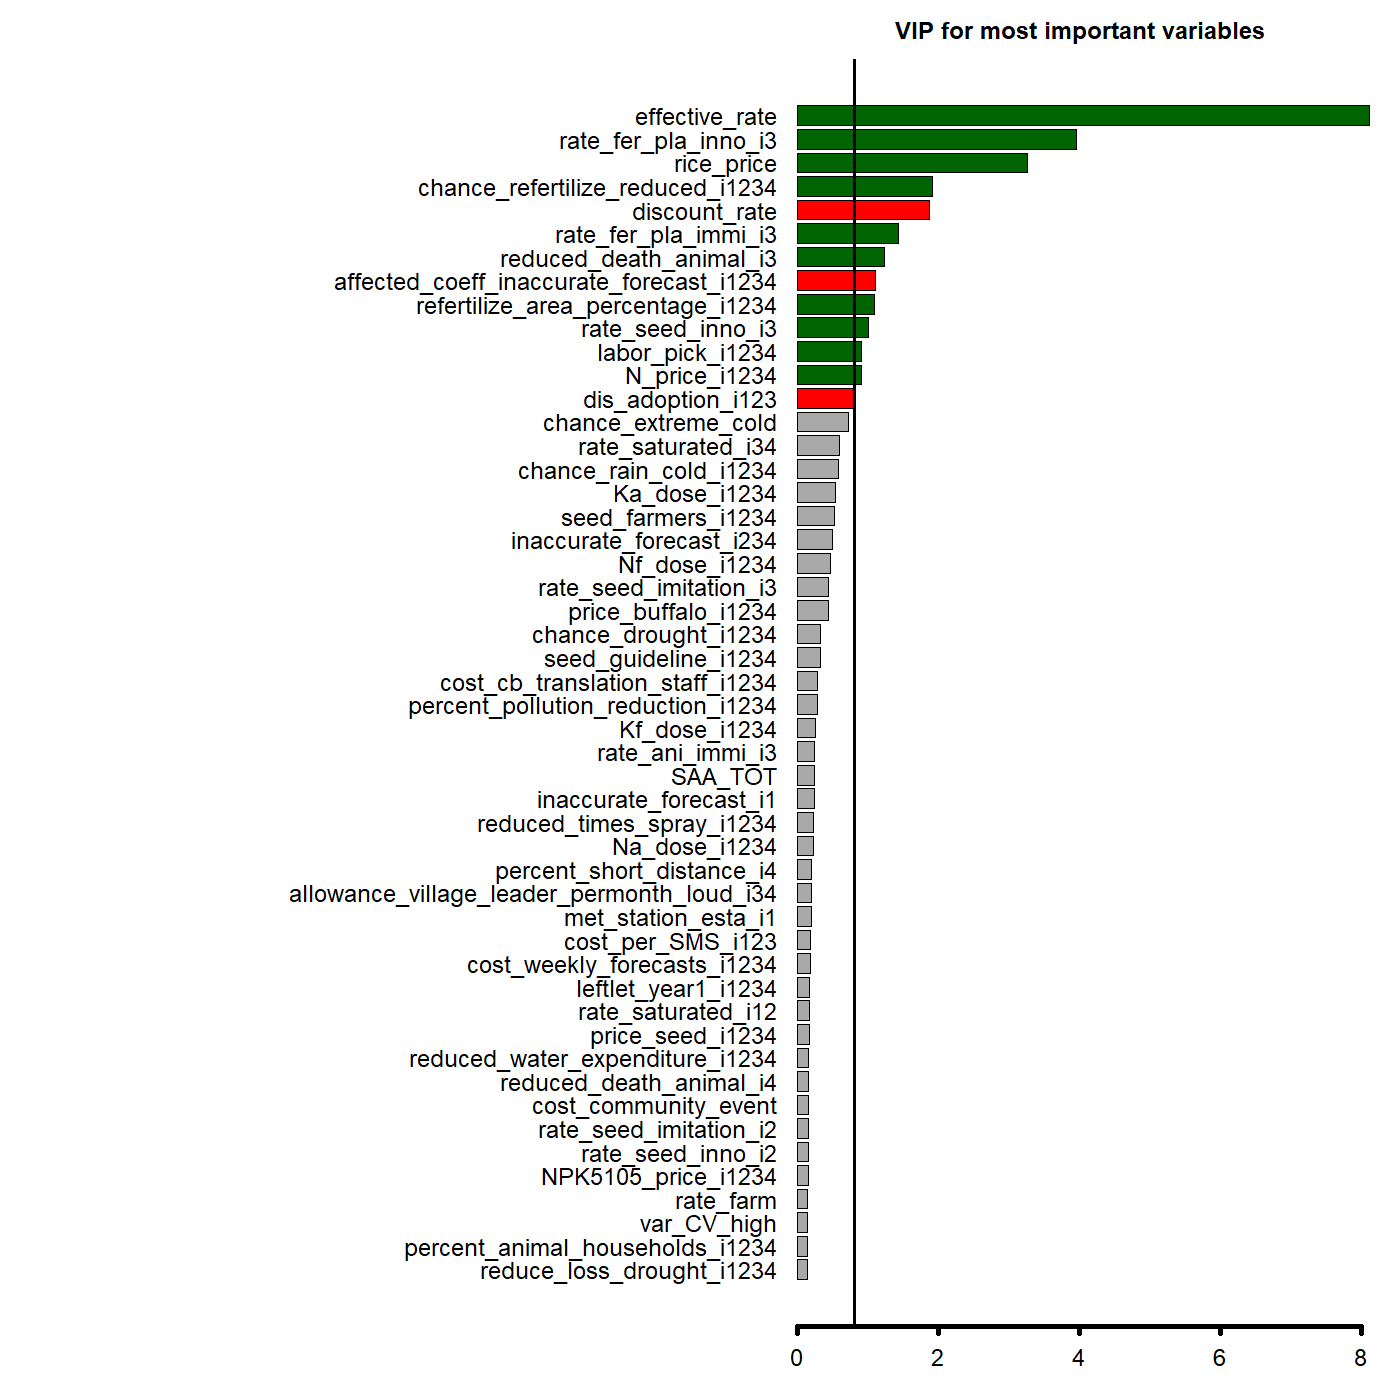 VIP for most important variables
effective_rate
rate_fer_pla_inno_i3
rice_price
chance_refertilize_reduced_i1234
discount_rate
rate_fer_pla_immi_i3
reduced_death_animal_i3
affected_coeff_inaccurate_forecast_i1234
refertilize_area_percentage_i1234
rate_seed_inno_i3
labor_pick_i1234
N_price_i1234
dis_adoption_i123
chance_extreme_cold
rate_saturated_i34
chance_rain_cold_i1234
Ka_dose_i1234
seed_farmers_i1234
inaccurate_forecast_i234
Nf_dose_i1234
rate_seed_imitation_i3
price_buffalo_i1234
chance_drought_i1234
seed_guideline_i1234
cost_cb_translation_staff_i1234
percent_pollution_reduction_i1234
Kf_dose_i1234
rate_ani_immi_i3
SAA_TOT
inaccurate_forecast_i1
reduced_times_spray_i1234
Na_dose_i1234
percent_short_distance_i4
allowance_village_leader_permonth_loud_i34
met_station_esta_i1
cost_per_SMS_i123
cost_weekly_forecasts_i1234
leftlet_year1_i1234
rate_saturated_i12
price_seed_i1234
reduced_water_expenditure_i1234
reduced_death_animal_i4
cost_community_event
rate_seed_imitation_i2
rate_seed_inno_i2
NPK5105_price_i1234
rate_farm
var_CV_high
percent_animal_households_i1234
reduce_loss_drought_i1234
0 2 4 6 8